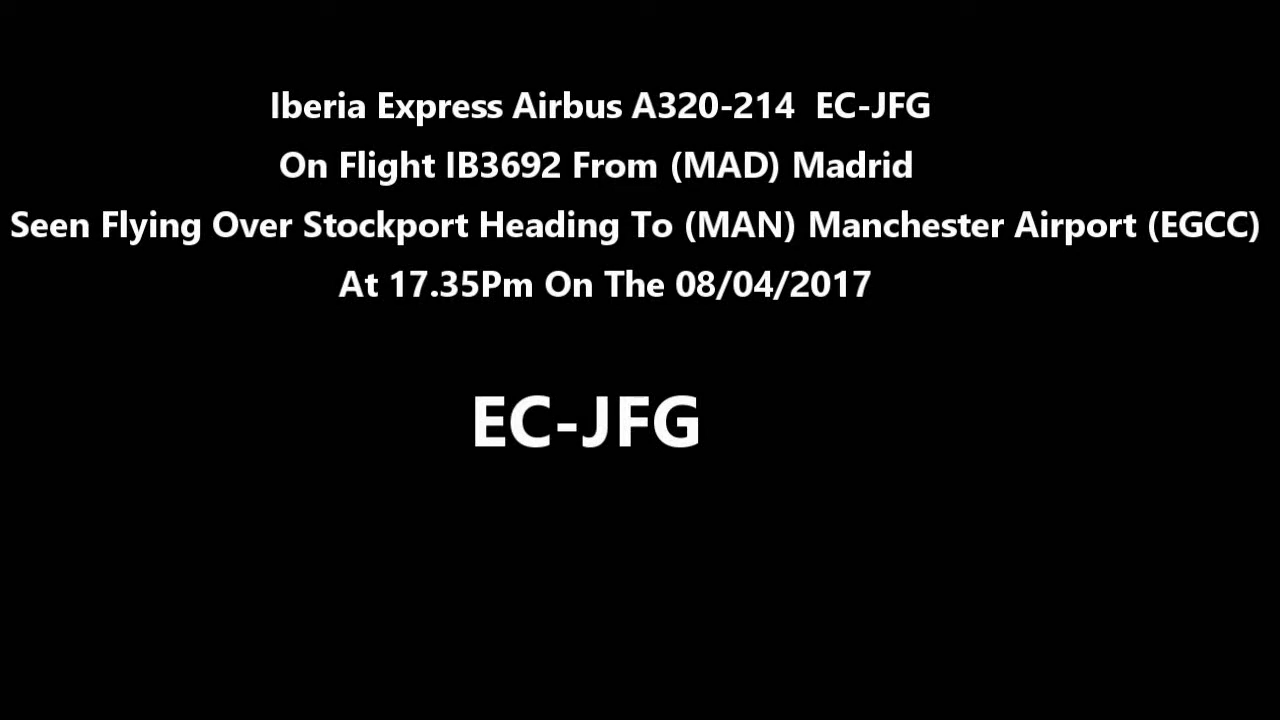 Iberia Express Airbus A320-214  EC-JFG
On Flight IB3692 From (MAD) Madrid
Seen Flying Over Stockport Heading To (MAN) Manchester Airport (EGCC)
At 17.35Pm On The 08/04/2017
EC-JFG